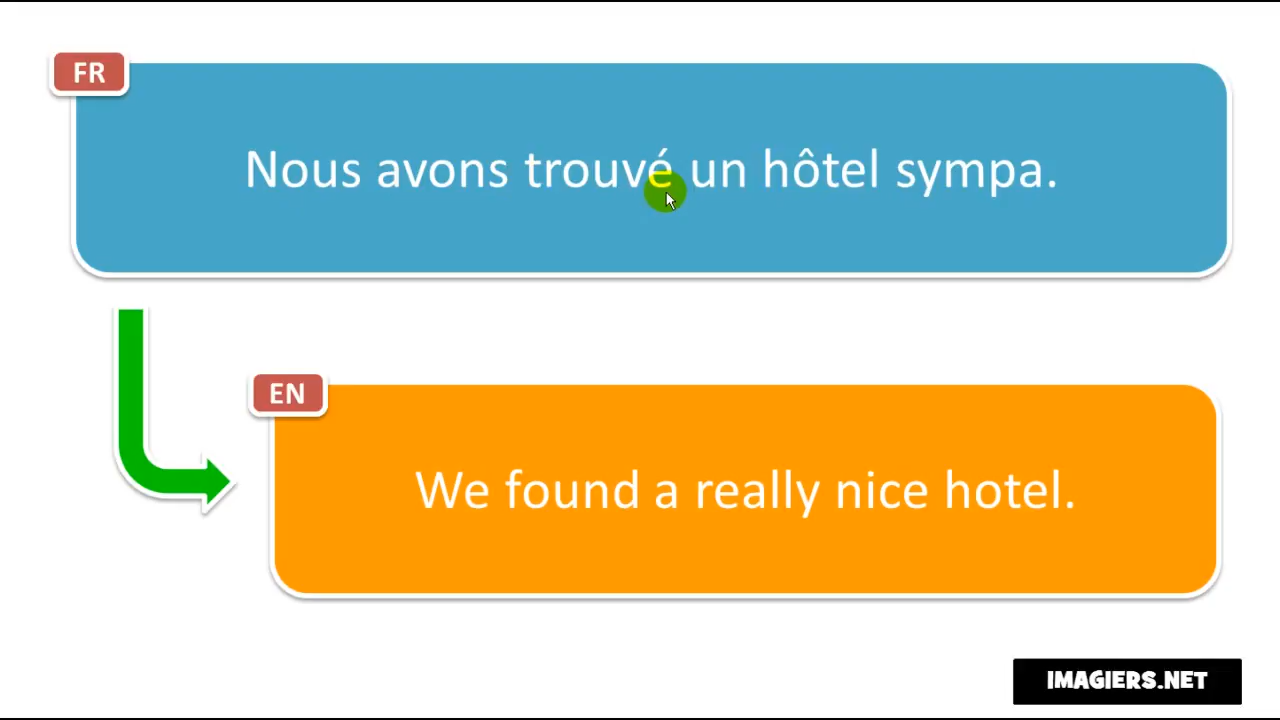 FR
Nous avons trouvé un hôtel sympa.
EN
We found a really nice hotel.
IMAGIERS.NET